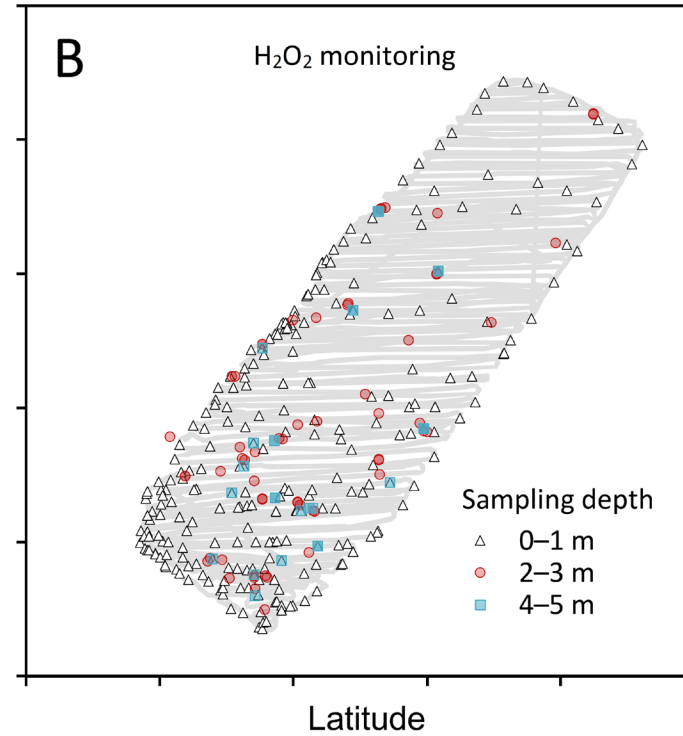 B
H₂O₂ monitoring
Sampling depth
0–1 m
2–3 m
4–5 m
Latitude